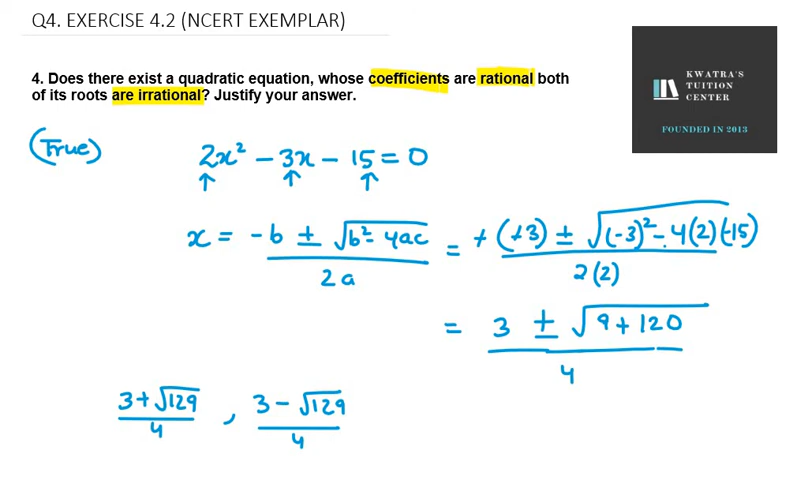 Q4. EXERCISE 4.2 (NCERT EXEMPLAR)
KWATRA'S
TUITION
CENTER
FOUNDED IN 2013
4. Does there exist a quadratic equation, whose coefficients are rational both
of its roots are irrational? Justify your answer.
(True)
2x² - 3x - 15 = 0
x = -b ± √(b² - 4ac) / 2a = + (+3) ± √((-3)² - 4(2)(-15)) / 2(2)
= 3 ± √(9 + 120) / 4
3 + √129 / 4 , 3 - √129 / 4